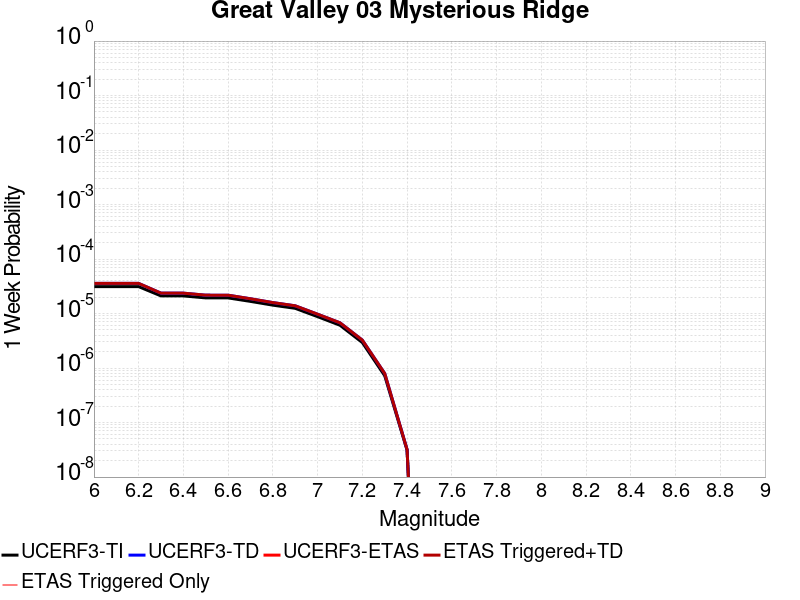 Great Valley 03 Mysterious Ridge
10^0
10^-1
10^-2
10^-3
10^-4
10^-5
10^-6
10^-7
10^-8
1 Week Probability
6 6.2 6.4 6.6 6.8 7 7.2 7.4 7.6 7.8 8 8.2 8.4 8.6 8.8 9
Magnitude
UCERF3-TI UCERF3-TD UCERF3-ETAS ETAS Triggered+TD
ETAS Triggered Only